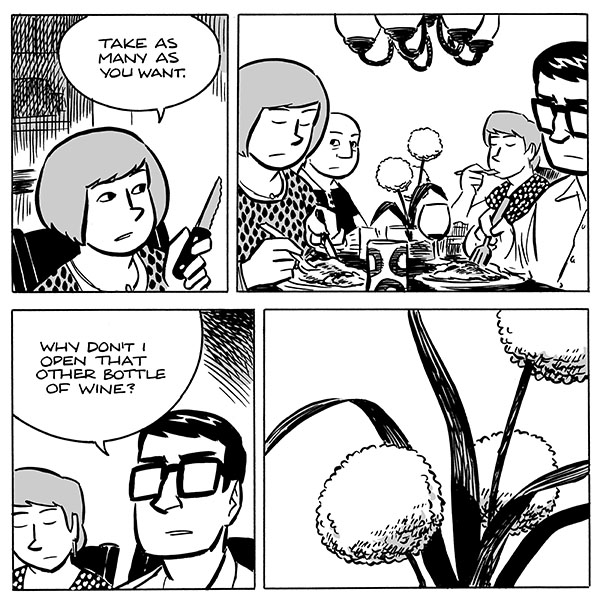 TAKE AS
MANY AS
YOU WANT.
WHY DON'T I
OPEN THAT
OTHER BOTTLE
OF WINE?